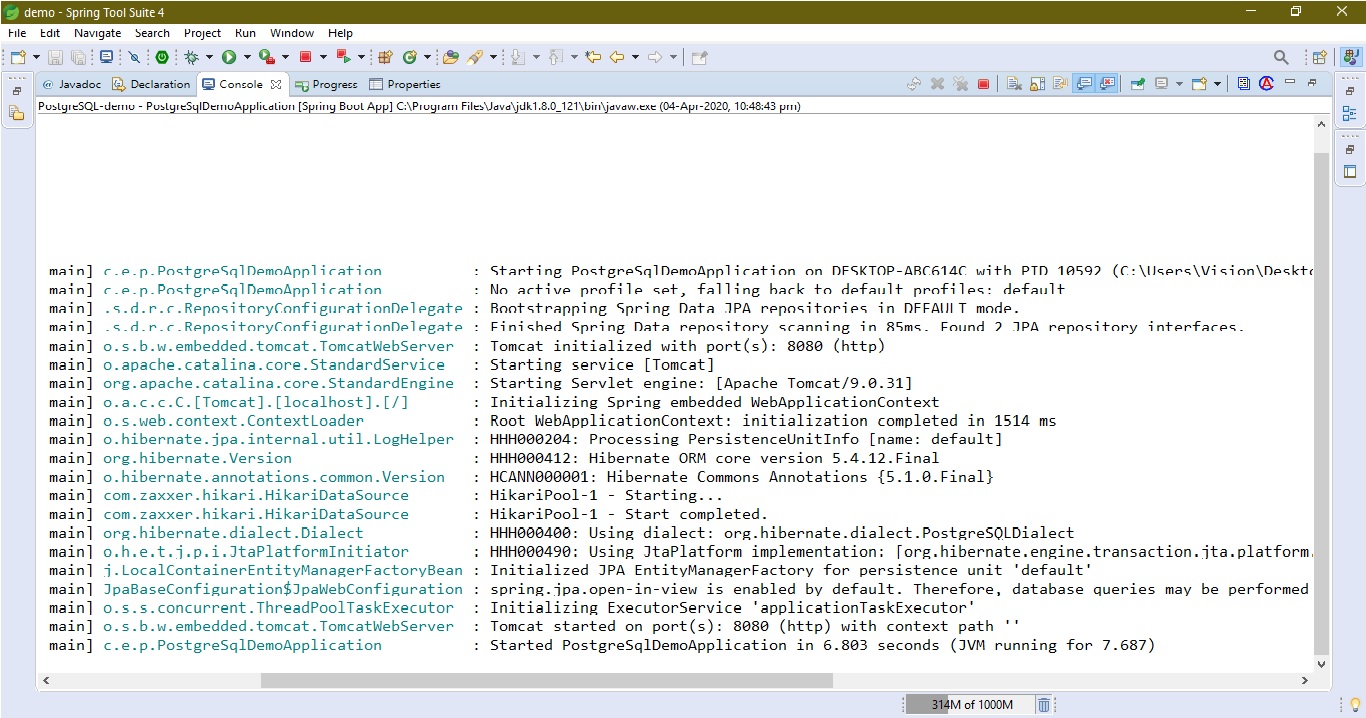 demo - Spring Tool Suite 4
File Edit Navigate Search Project Run Window Help
@ Javadoc Declaration Console Progress Properties
PostgreSQL-demo - PostgreSqlDemoApplication [Spring Boot App] C:\Program Files\Java\jdk1.8.0_121\bin\javaw.exe (04-Apr-2020, 10:48:43 pm)
main] c.e.p.PostgreSqlDemoApplication : Starting PostgreSqlDemoApplication on DESKTOP-ABC614C with PID 10592 (C:\Users\Vision\Deskto
main] c.e.p.PostgreSqlDemoApplication : No active profile set, falling back to default profiles: default
main] .s.d.r.c.RepositoryConfigurationDelegate : Bootstrapping Spring Data JPA repositories in DEFAULT mode.
main] .s.d.r.c.RepositoryConfigurationDelegate : Finished Spring Data repository scanning in 85ms. Found 2 JPA repository interfaces.
main] o.s.b.w.embedded.tomcat.TomcatWebServer : Tomcat initialized with port(s): 8080 (http)
main] o.apache.catalina.core.StandardService : Starting service [Tomcat]
main] org.apache.catalina.core.StandardEngine : Starting Servlet engine: [Apache Tomcat/9.0.31]
main] o.a.c.c.C.[Tomcat].[localhost].[/] : Initializing Spring embedded WebApplicationContext
main] o.s.web.context.ContextLoader : Root WebApplicationContext: initialization completed in 1514 ms
main] o.hibernate.jpa.internal.util.LogHelper : HHH000204: Processing PersistenceUnitInfo [name: default]
main] org.hibernate.Version : HHH000412: Hibernate ORM core version 5.4.12.Final
main] o.hibernate.annotations.common.Version : HCANN000001: Hibernate Commons Annotations {5.1.0.Final}
main] com.zaxxer.hikari.HikariDataSource : HikariPool-1 - Starting...
main] com.zaxxer.hikari.HikariDataSource : HikariPool-1 - Start completed.
main] org.hibernate.dialect.Dialect : HHH000400: Using dialect: org.hibernate.dialect.PostgreSQLDialect
main] o.h.e.t.j.p.i.JtaPlatformInitiator : HHH000490: Using JtaPlatform implementation: [org.hibernate.engine.transaction.jta.platform.
main] j.LocalContainerEntityManagerFactoryBean : Initialized JPA EntityManagerFactory for persistence unit 'default'
main] JpaBaseConfiguration$JpaWebConfiguration : spring.jpa.open-in-view is enabled by default. Therefore, database queries may be performed
main] o.s.s.concurrent.ThreadPoolTaskExecutor : Initializing ExecutorService 'applicationTaskExecutor'
main] o.s.b.w.embedded.tomcat.TomcatWebServer : Tomcat started on port(s): 8080 (http) with context path ''
main] c.e.p.PostgreSqlDemoApplication : Started PostgreSqlDemoApplication in 6.803 seconds (JVM running for 7.687)
314M of 1000M